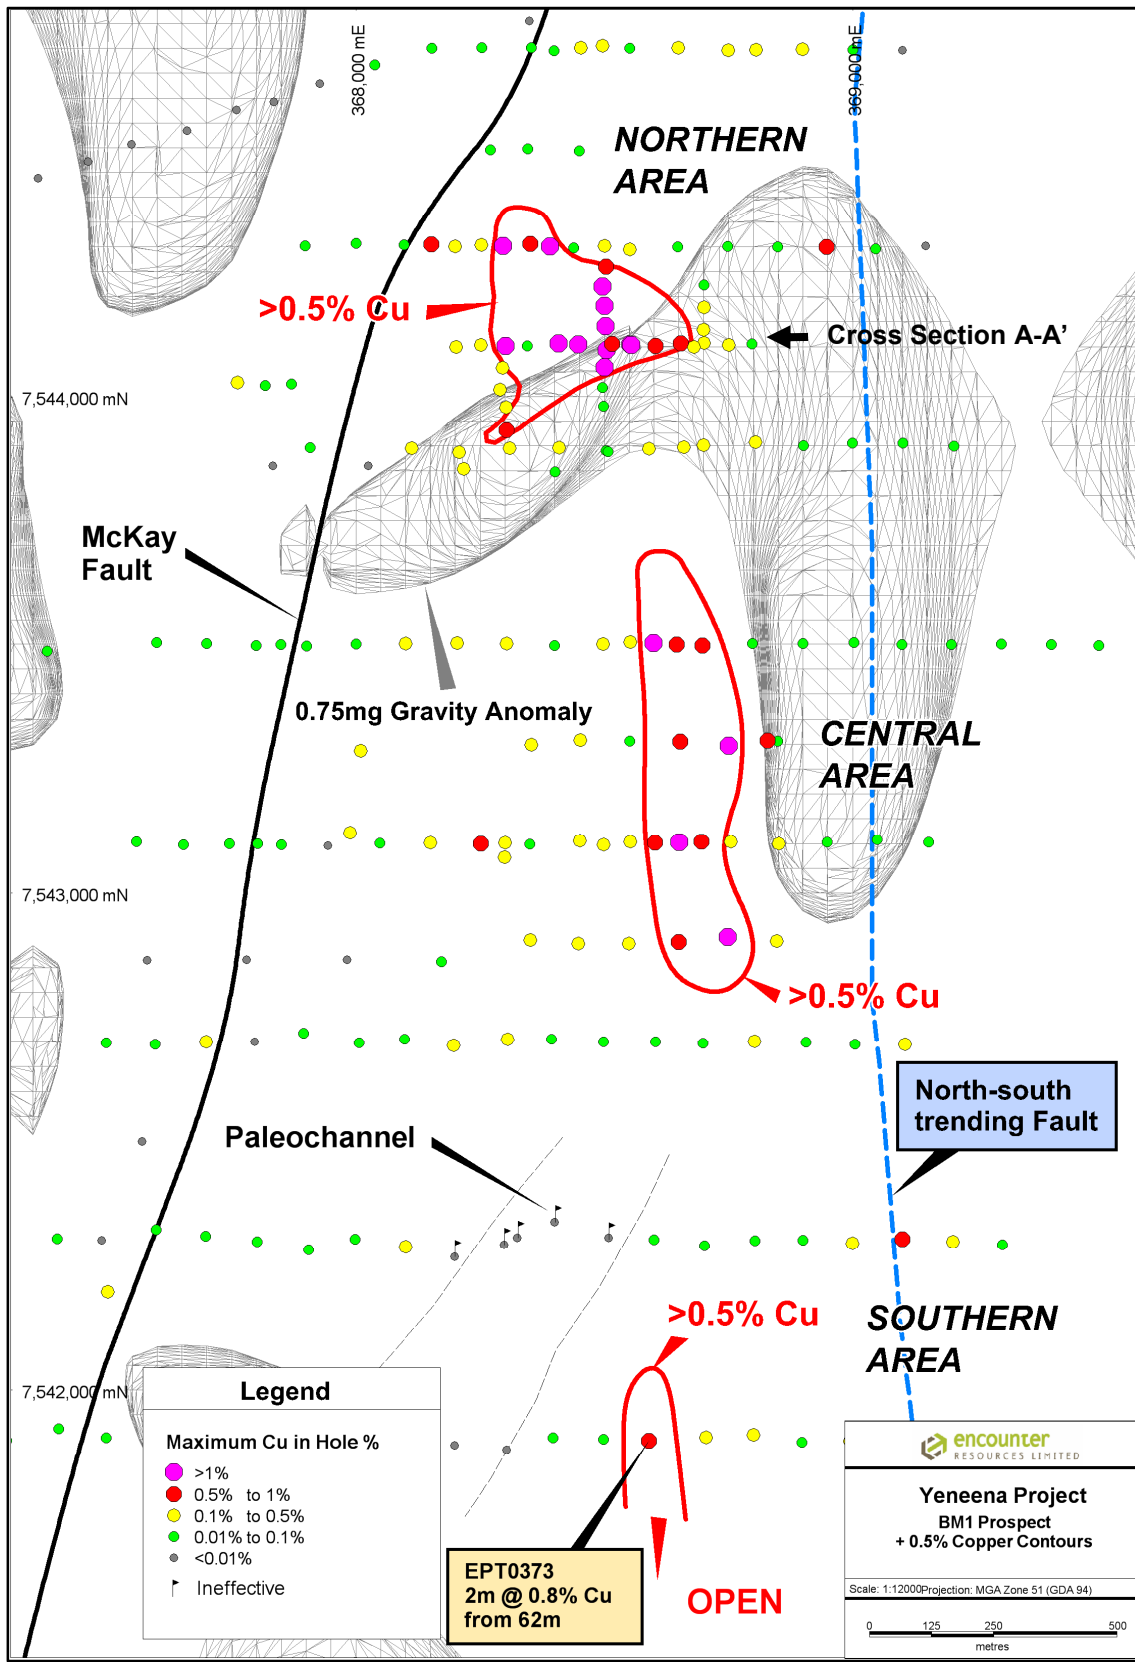 368,000 mE
369,000 mE
NORTHERN
AREA
>0.5% Cu
Cross Section A-A'
7,544,000 mN
McKay
Fault
0.75mg Gravity Anomaly
CENTRAL
AREA
7,543,000 mN
>0.5% Cu
North-south
trending Fault
Paleochannel
>0.5% Cu
SOUTHERN
AREA
7,542,000 mN
Legend
Maximum Cu in Hole %
>1%
0.5% to 1%
0.1% to 0.5%
0.01% to 0.1%
<0.01%
Ineffective
EPT0373
2m @ 0.8% Cu
from 62m
OPEN
encounter
RESOURCES LIMITED
Yeneena Project
BM1 Prospect
+ 0.5% Copper Contours
Scale: 1:12000 Projection: MGA Zone 51 (GDA 94)
0 125 250 500
metres